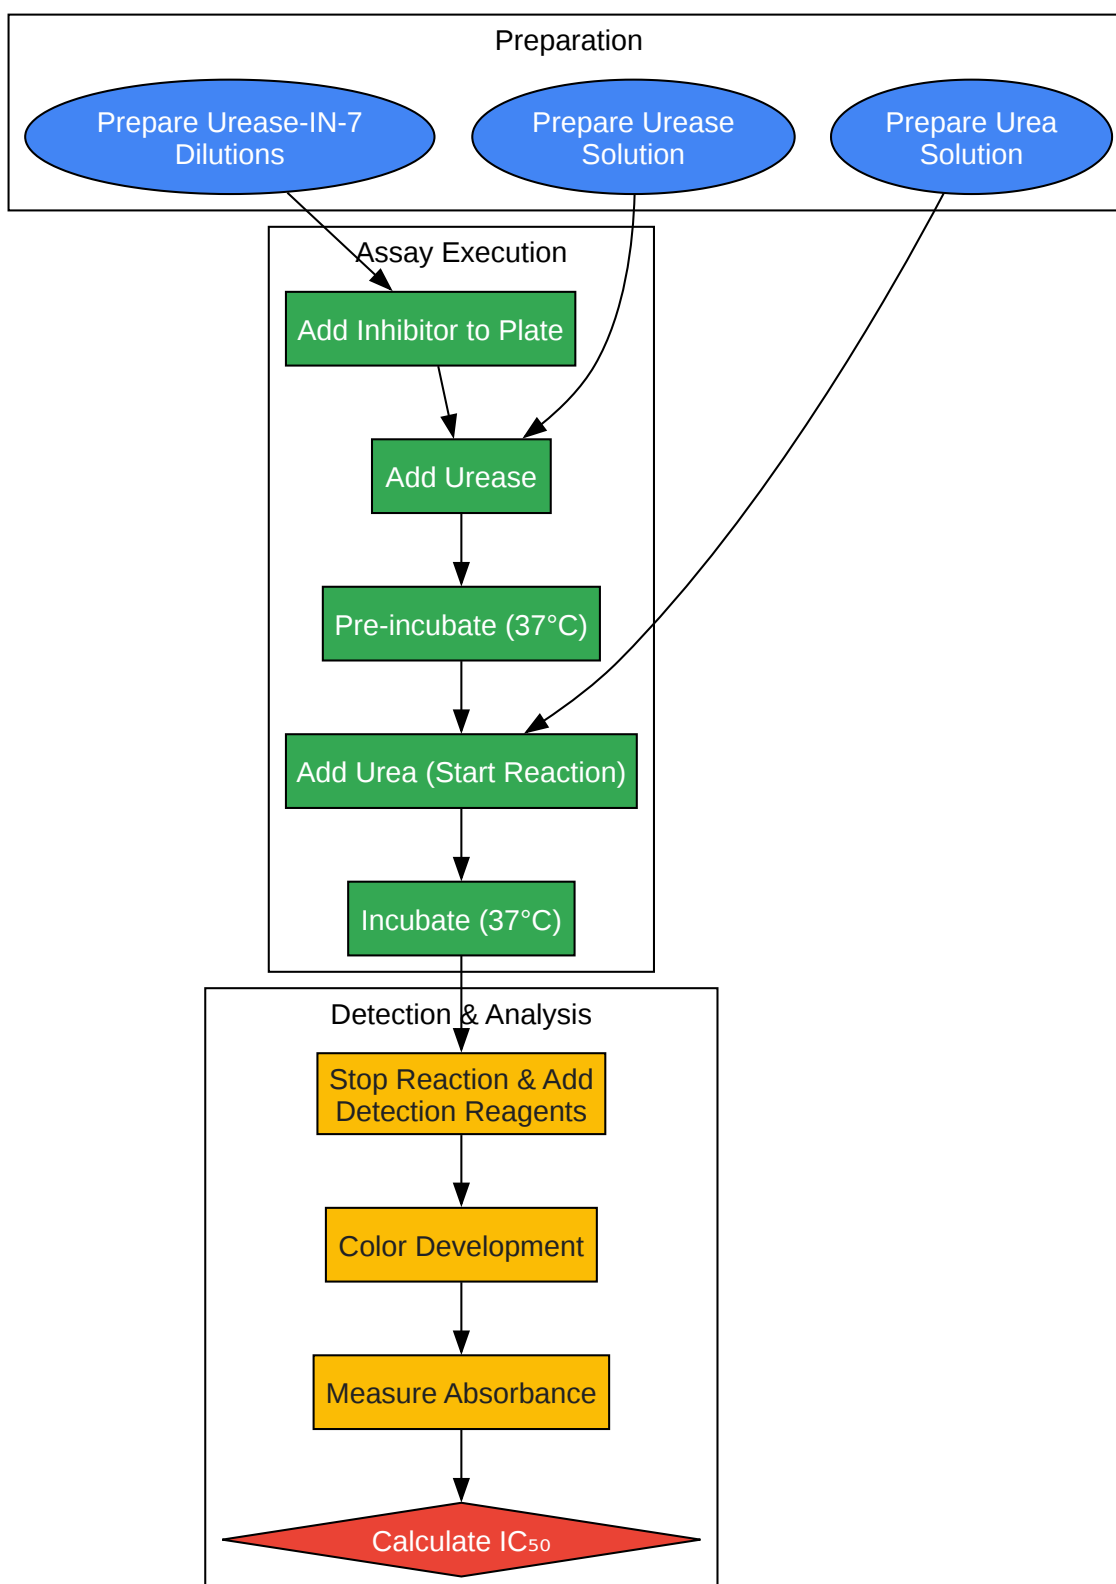 Preparation
Prepare Urease-IN-7
Dilutions
Prepare Urease
Solution
Prepare Urea
Solution
Assay Execution
Add Inhibitor to Plate
Add Urease
Pre-incubate (37°C)
Add Urea (Start Reaction)
Incubate (37°C)
Detection & Analysis
Stop Reaction & Add
Detection Reagents
Color Development
Measure Absorbance
Calculate IC₅₀